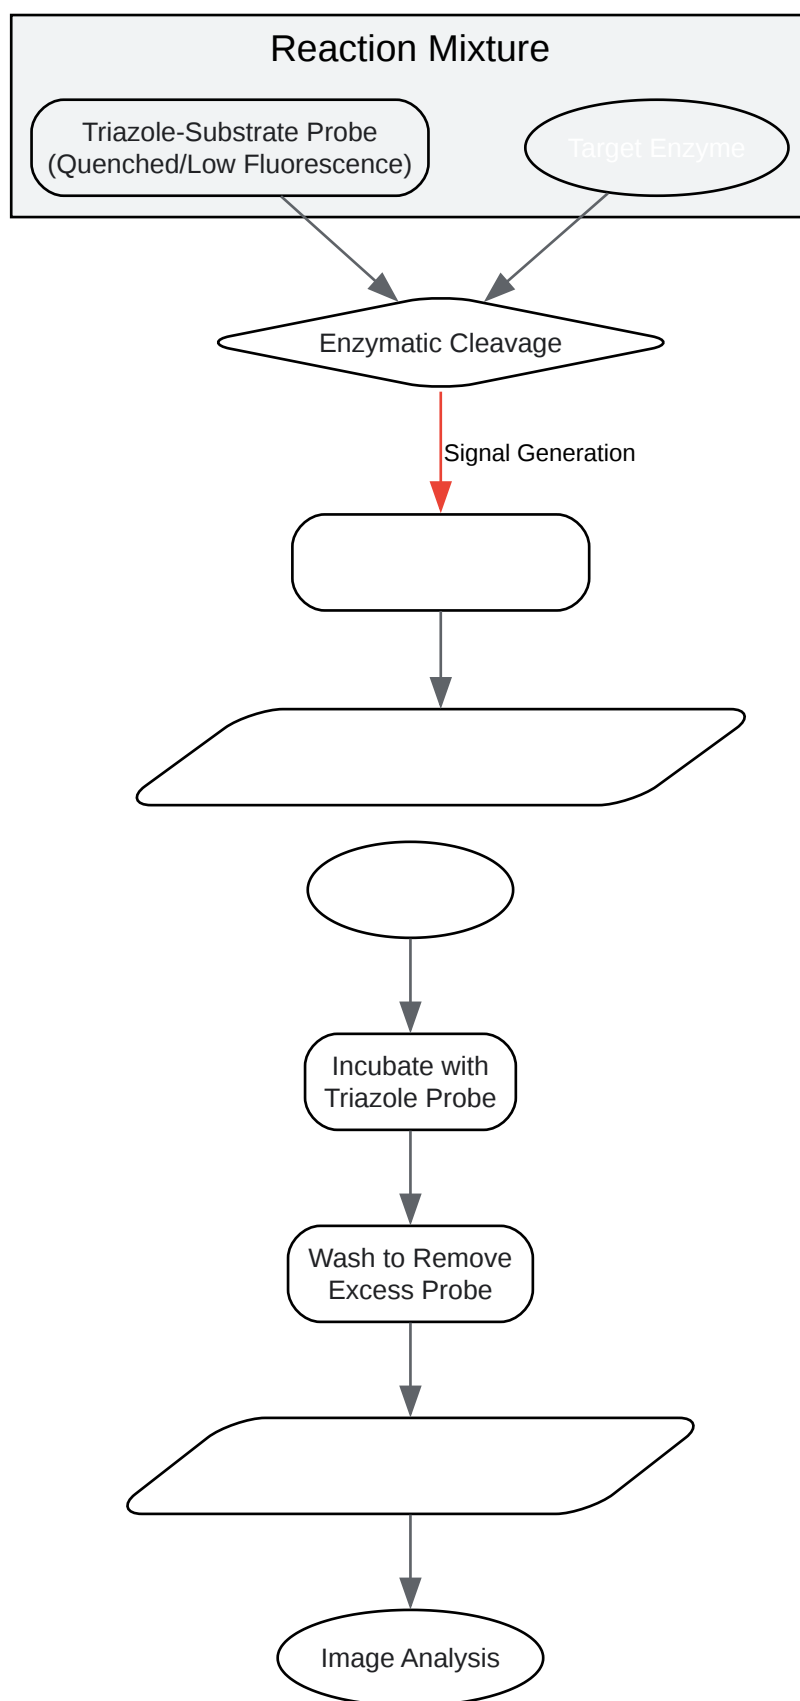 Reaction Mixture
Triazole-Substrate Probe
(Quenched/Low Fluorescence)
Target Enzyme
Enzymatic Cleavage
Signal Generation
Incubate with
Triazole Probe
Wash to Remove
Excess Probe
Image Analysis